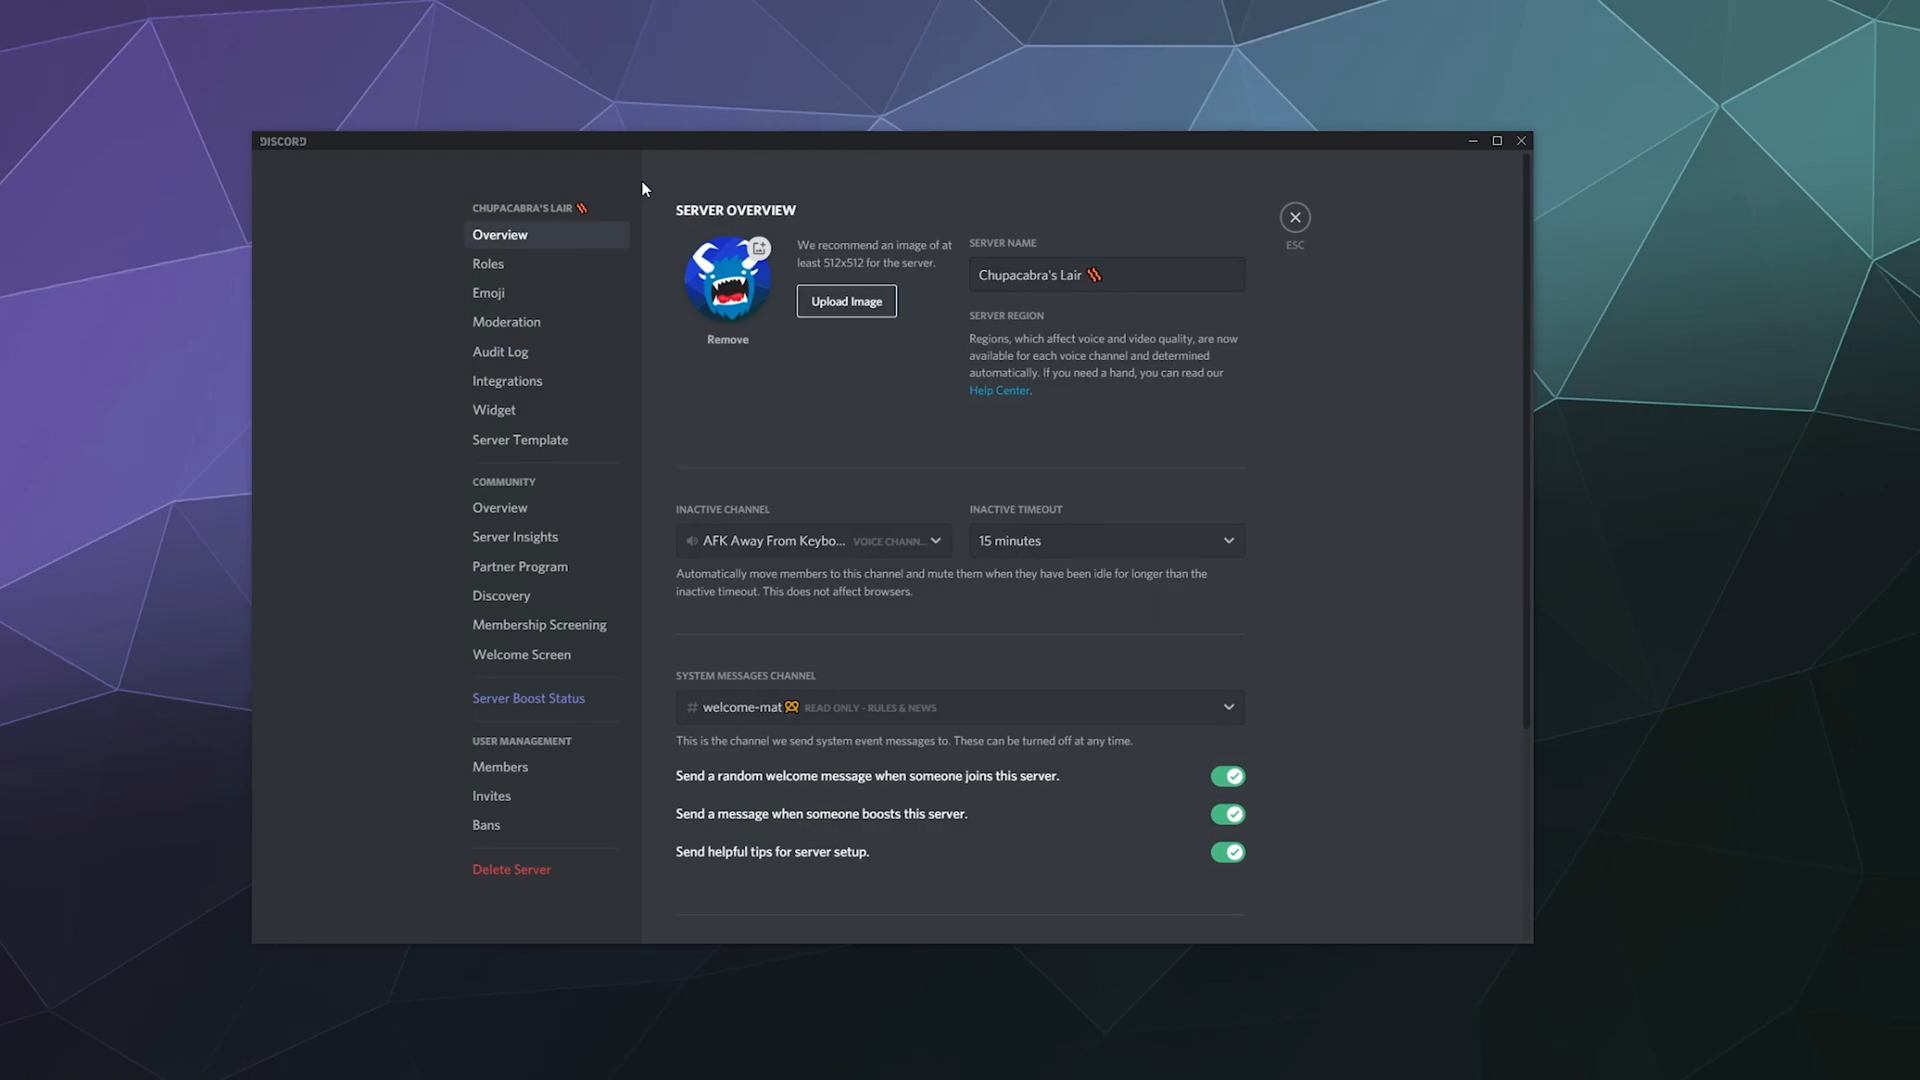 DISCORD
CHUPACABRA'S LAIR
Overview
Roles
Emoji
Moderation
Audit Log
Integrations
Widget
Server Template
COMMUNITY
Overview
Server Insights
Partner Program
Discovery
Membership Screening
Welcome Screen
Server Boost Status
USER MANAGEMENT
Members
Invites
Bans
Delete Server
SERVER OVERVIEW
We recommend an image of at
least 512x512 for the server.
Upload Image
Remove
SERVER NAME
Chupacabra's Lair
SERVER REGION
Regions, which affect voice and video quality, are now
available for each voice channel and determined
automatically. If you need a hand, you can read our
Help Center.
ESC
INACTIVE CHANNEL
AFK Away From Keybo... VOICE CHANN...
INACTIVE TIMEOUT
15 minutes
Automatically move members to this channel and mute them when they have been idle for longer than the
inactive timeout. This does not affect browsers.
SYSTEM MESSAGES CHANNEL
# welcome-mat READ ONLY - RULES & NEWS
This is the channel we send system event messages to. These can be turned off at any time.
Send a random welcome message when someone joins this server.
Send a message when someone boosts this server.
Send helpful tips for server setup.